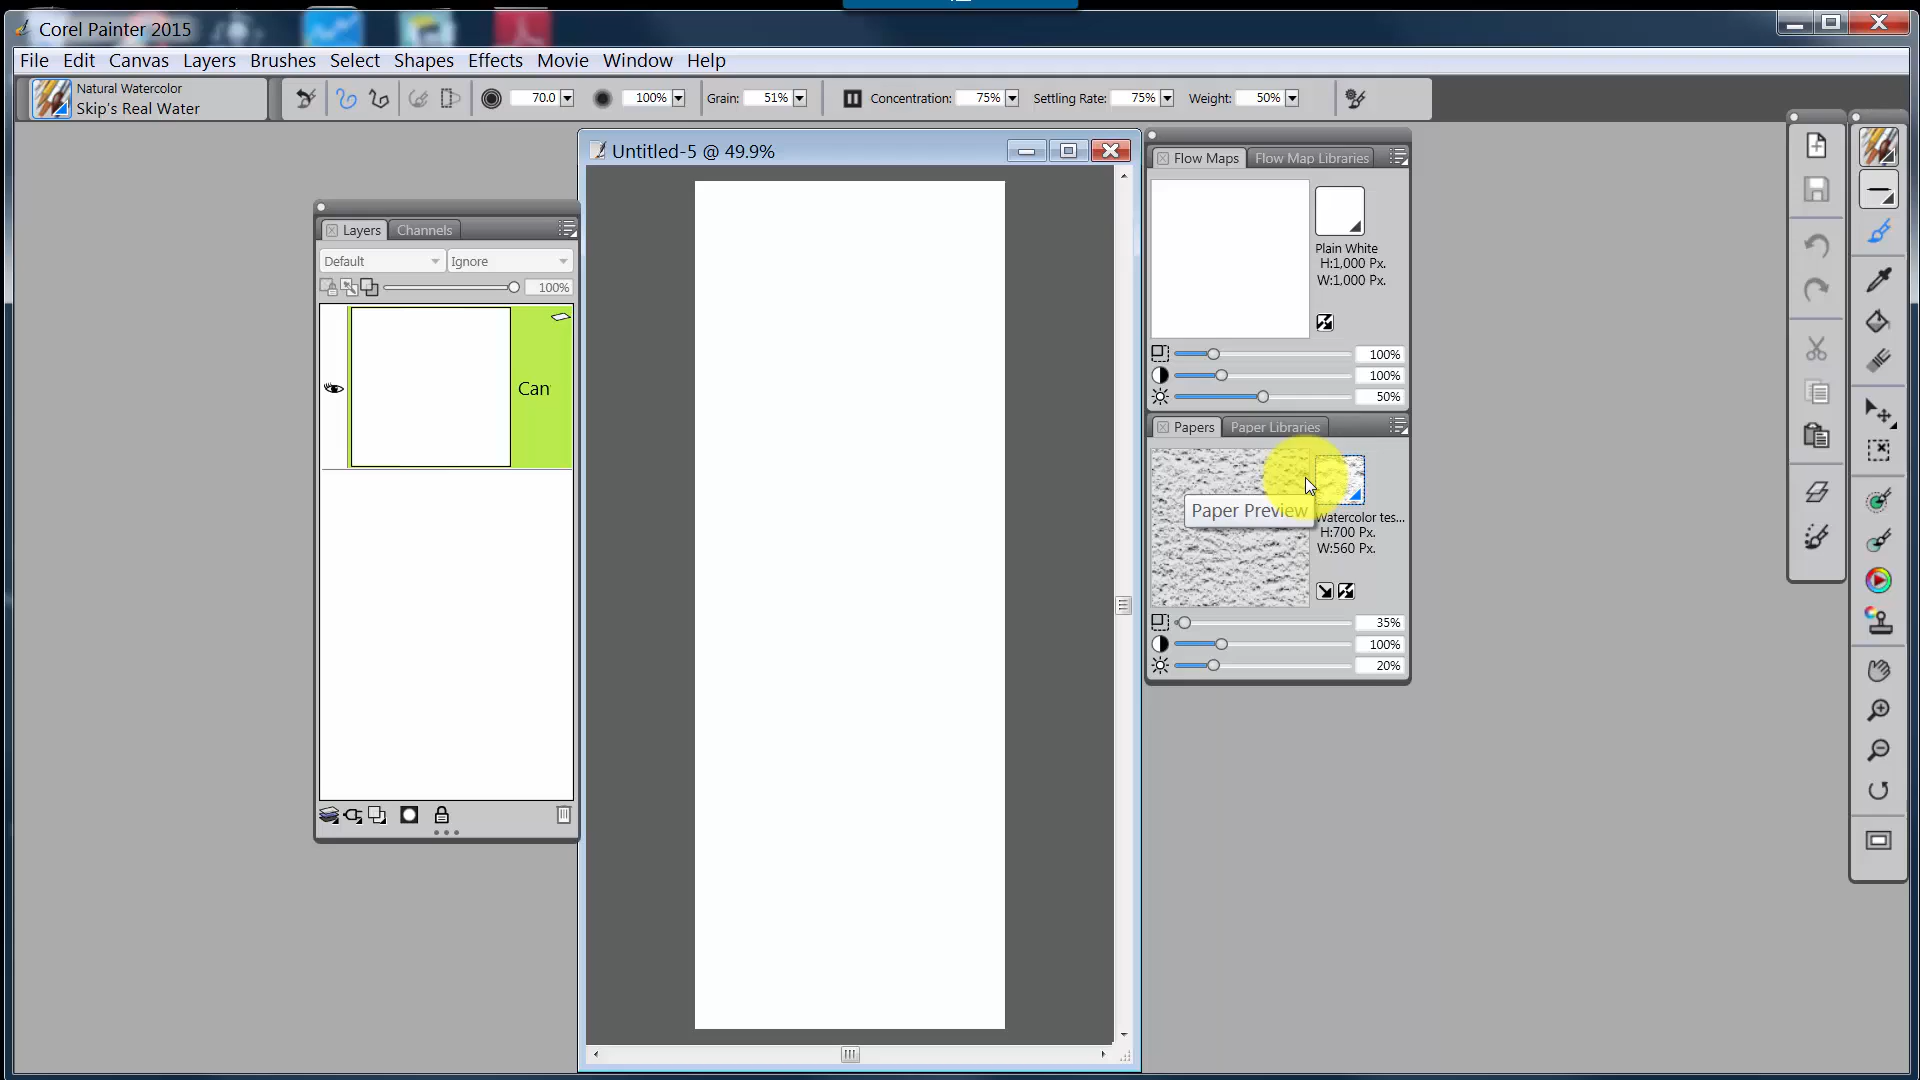 Corel Painter 2015
File Edit Canvas Layers Brushes Select Shapes Effects Movie Window Help
Natural Watercolor
Skip's Real Water
70.0 100% Grain: 51% Concentration: 75% Settling Rate: 75% Weight: 50%
Untitled-5 @ 49.9%
Layers Channels
Default Ignore
100%
Can
Flow Maps Flow Map Libraries
Plain White
H:1,000 Px.
W:1,000 Px.
100%
100%
50%
Papers Paper Libraries
Paper Preview
Watercolor tes...
H:700 Px.
W:560 Px.
35%
100%
20%